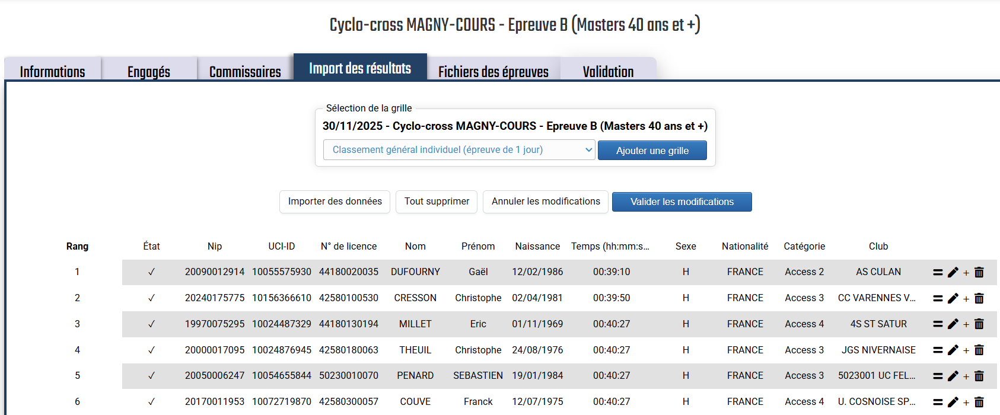 Cyclo-cross MAGNY-COURS - Epreuve B (Masters 40 ans et +)
Informations Engagés Commissaires Import des résultats Fichiers des épreuves Validation
Sélection de la grille
30/11/2025 - Cyclo-cross MAGNY-COURS - Epreuve B (Masters 40 ans et +)
Classement général individuel (épreuve de 1 jour) Ajouter une grille
Importer des données Tout supprimer Annuler les modifications Valider les modifications
Rang État Nip UCI-ID N° de licence Nom Prénom Naissance Temps (hh:mm:s... Sexe Nationalité Catégorie Club
1 ✓ 20090012914 10055575930 44180020035 DUFOURNY Gaël 12/02/1986 00:39:10 H FRANCE Access 2 AS CULAN
2 ✓ 20240175775 10156366610 42580100530 CRESSON Christophe 02/04/1981 00:39:50 H FRANCE Access 3 CC VARENNES V...
3 ✓ 19970075295 10024487329 44180130194 MILLET Eric 01/11/1969 00:40:27 H FRANCE Access 4 4S ST SATUR
4 ✓ 20000017095 10024876945 42580180063 THEUIL Christophe 24/08/1976 00:40:27 H FRANCE Access 3 JGS NIVERNAISE
5 ✓ 20050006247 10054655844 50230010070 PENARD SEBASTIEN 19/01/1984 00:40:27 H FRANCE Access 3 5023001 UC FEL...
6 ✓ 20170011953 10072719870 42580300057 COUVE Franck 12/07/1975 00:40:27 H FRANCE Access 4 U. COSNOISE SP...